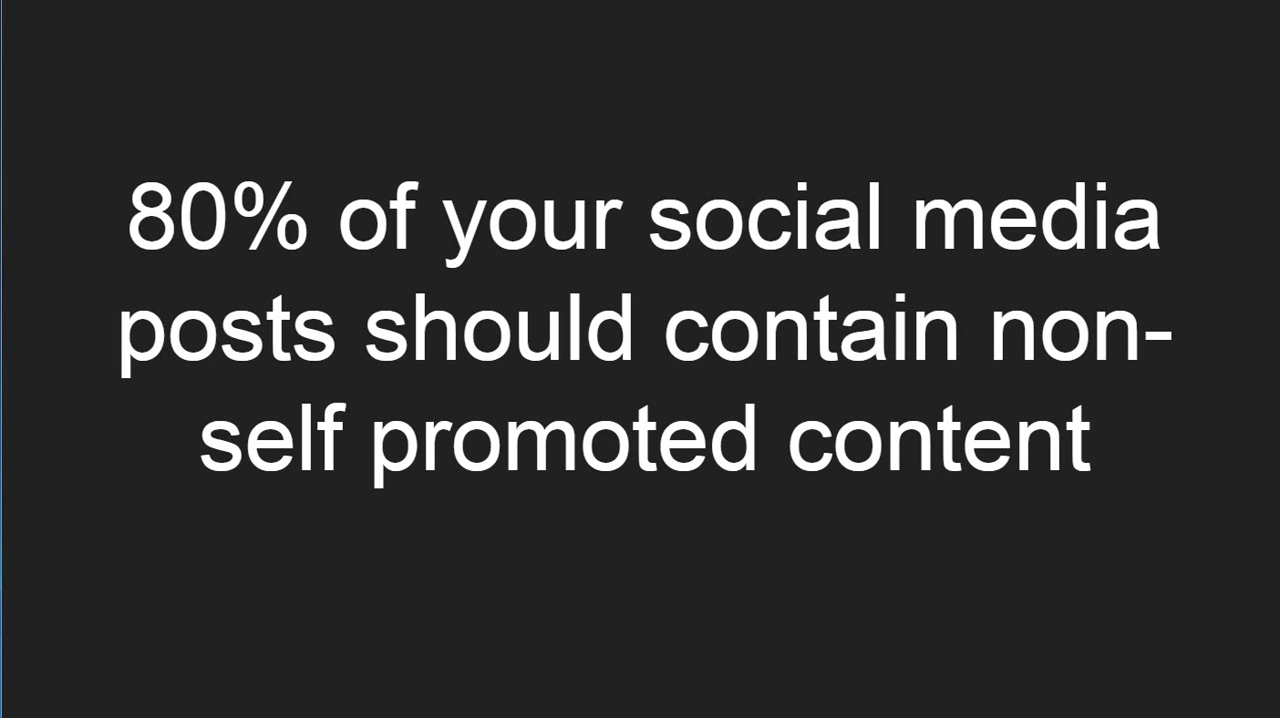 80% of your social media
posts should contain non-
self promoted content